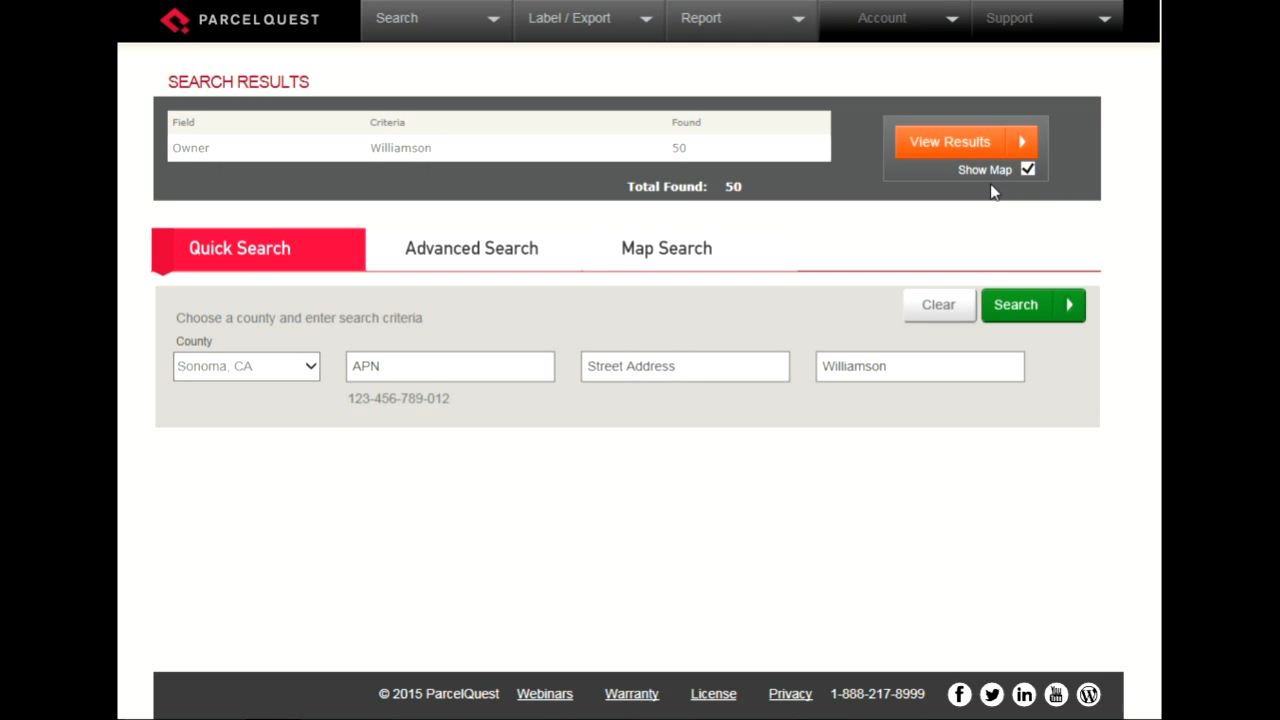 PARCELQUEST Search Label / Export Report Account Support
SEARCH RESULTS
Field Criteria Found
Owner Williamson 50
Total Found: 50
View Results
Show Map
Quick Search Advanced Search Map Search
Clear Search
Choose a county and enter search criteria
County
Sonoma, CA APN Street Address Williamson
123-456-789-012
© 2015 ParcelQuest Webinars Warranty License Privacy 1-888-217-8999 f in You Tube W